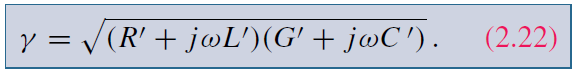 γ = √(R′ + jωL′)(G′ + jωC′) . (2.22)